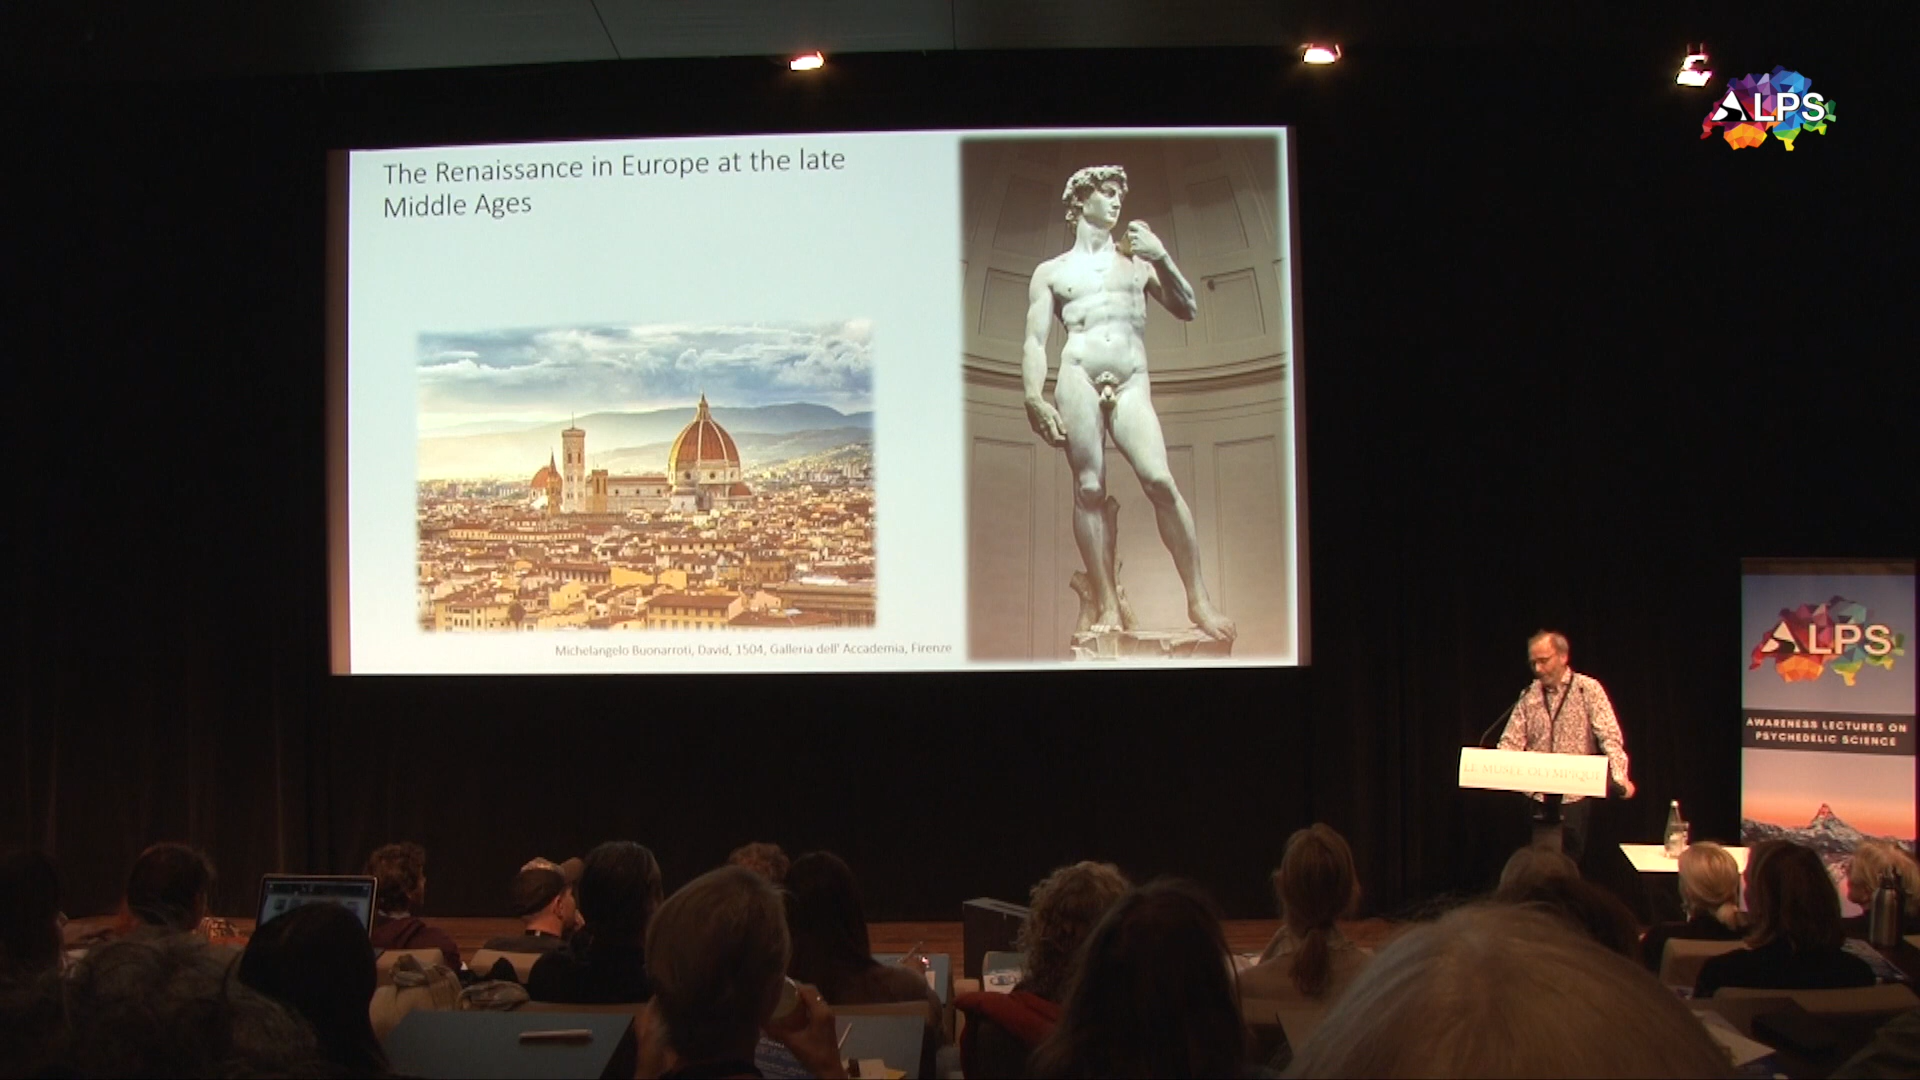 ALPS
The Renaissance in Europe at the late
Middle Ages
Michelangelo Buonarroti, David, 1504, Galleria dell' Accademia, Firenze
LE MUSÉE OLYMPIQUE
ALPS
AWARENESS LECTURES ON
PSYCHEDELIC SCIENCE